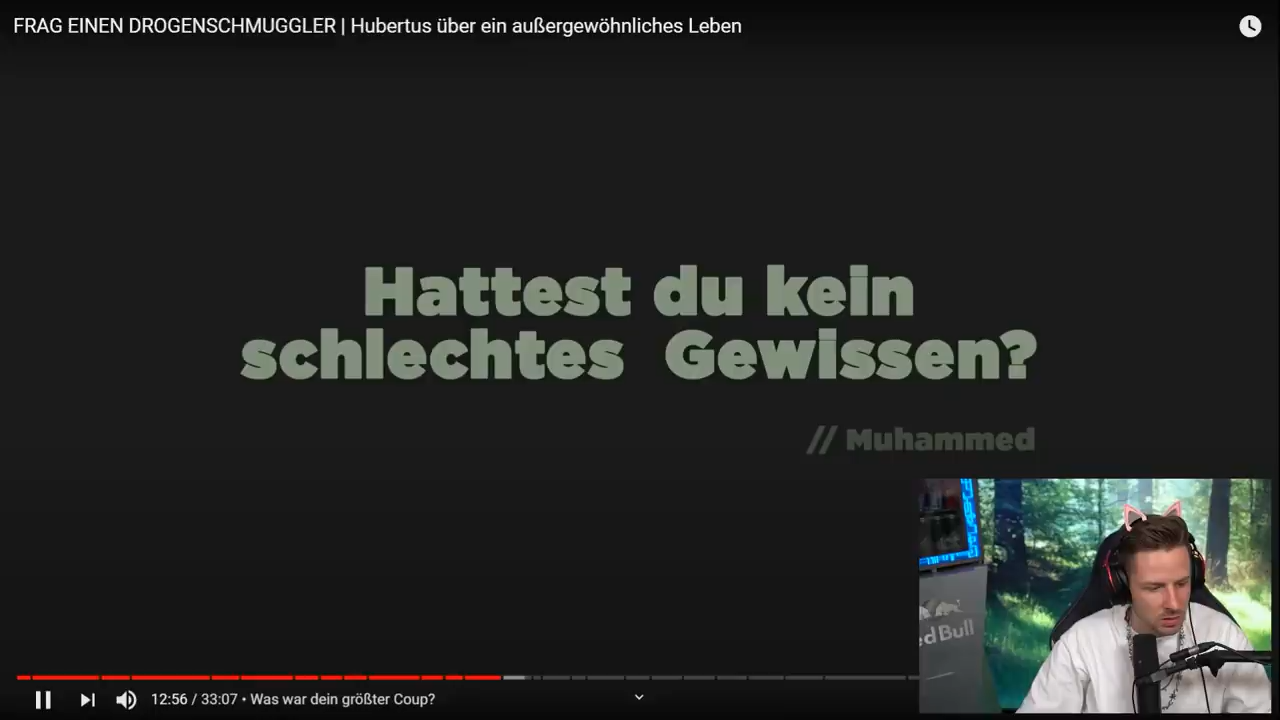 FRAG EINEN DROGENSCHMUGGLER | Hubertus über ein außergewöhnliches Leben
Hattest du kein
schlechtes Gewissen?
// Muhammed
edBull
12:56 / 33:07 • Was war dein größter Coup?